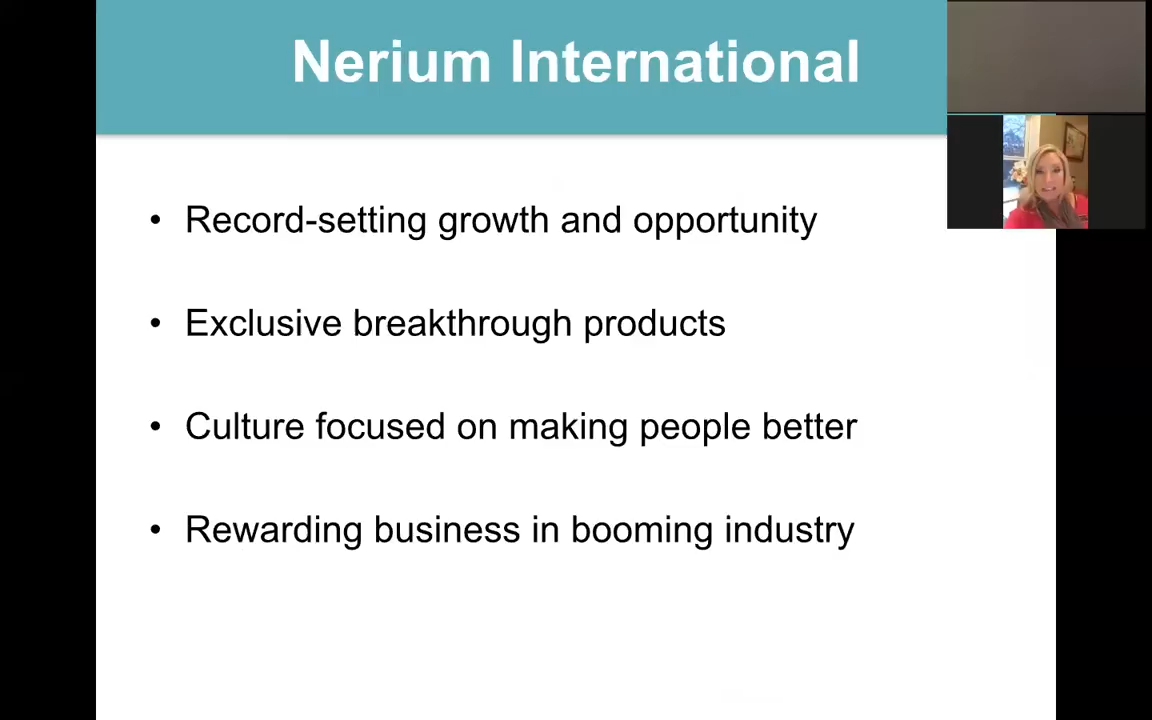 Nerium International
• Record-setting growth and opportunity
• Exclusive breakthrough products
• Culture focused on making people better
• Rewarding business in booming industry